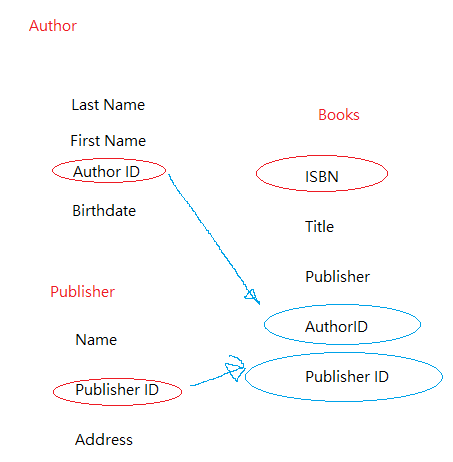 Author
Last Name
First Name
Author ID
Birthdate
Publisher
Name
Publisher ID
Address
Books
ISBN
Title
Publisher
AuthorID
Publisher ID